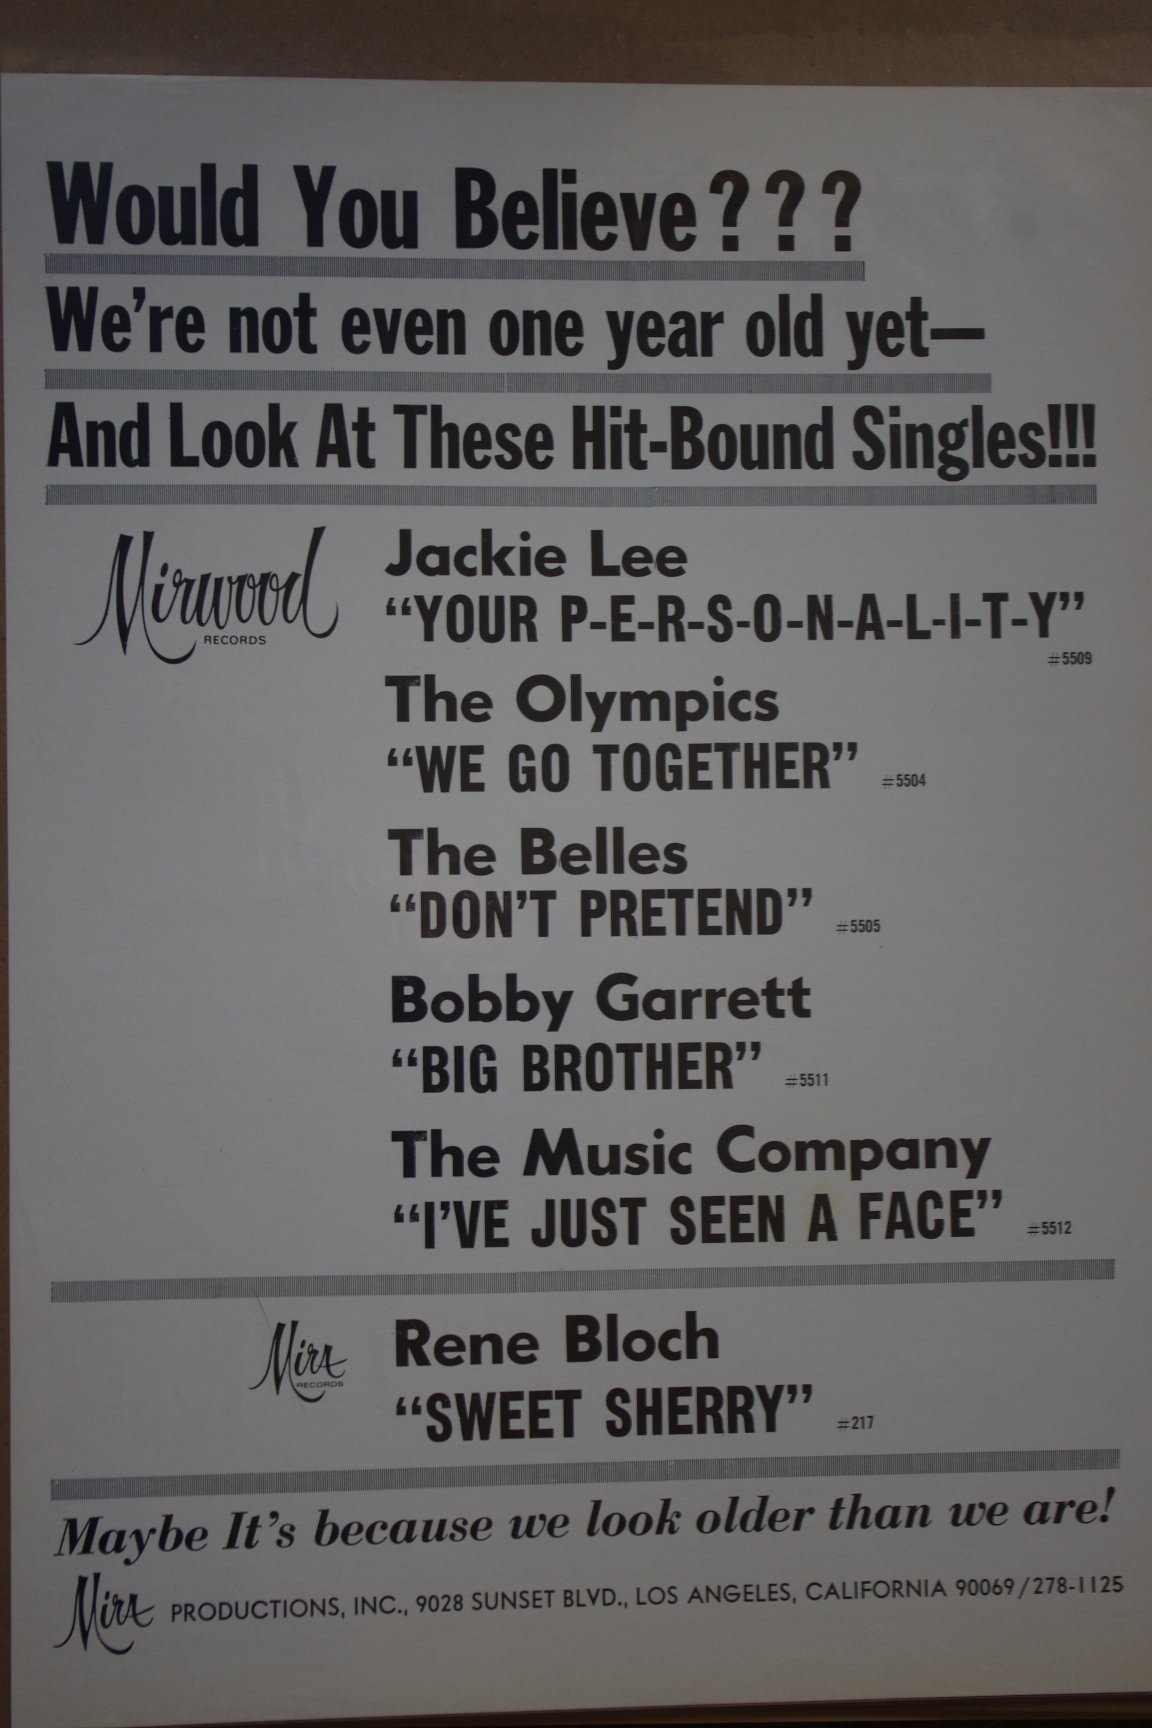 Would You Believe???
We're not even one year old yet—
And Look At These Hit-Bound Singles!!!
Mirwood
RECORDS
Jackie Lee
“YOUR P-E-R-S-O-N-A-L-I-T-Y”
#5509
The Olympics
“WE GO TOGETHER” #5504
The Belles
“DON'T PRETEND” #5505
Bobby Garrett
“BIG BROTHER” #5511
The Music Company
“I'VE JUST SEEN A FACE” #5512
Mira
RECORDS
Rene Bloch
“SWEET SHERRY” #217
Maybe It's because we look older than we are!
Mira PRODUCTIONS, INC., 9028 SUNSET BLVD., LOS ANGELES, CALIFORNIA 90069/278-1125